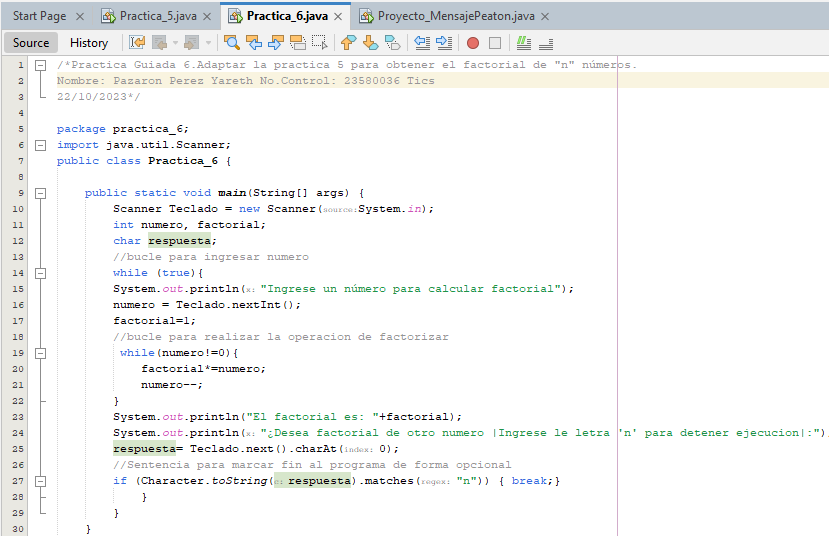 Start Page Practica_5.java Practica_6.java Proyecto_MensajePeaton.java
Source History
1 /*Practica Guiada 6.Adaptar la practica 5 para obtener el factorial de "n" números.
2 Nombre: Pazaron Perez Yareth No.Control: 23580036 Tics
3 22/10/2023*/
4
5 package practica_6;
6 import java.util.Scanner;
7 public class Practica_6 {
8
9 public static void main(String[] args) {
10 Scanner Teclado = new Scanner(source:System.in);
11 int numero, factorial;
12 char respuesta;
13 //bucle para ingresar numero
14 while (true){
15 System.out.println(x: "Ingrese un número para calcular factorial");
16 numero = Teclado.nextInt();
17 factorial=1;
18 //bucle para realizar la operacion de factorizar
19 while(numero!=0){
20 factorial*=numero;
21 numero--;
22 }
23 System.out.println("El factorial es: "+factorial);
24 System.out.println(x: "¿Desea factorial de otro numero |Ingrese le letra 'n' para detener ejecucion|:")
25 respuesta= Teclado.next().charAt(index: 0);
26 //Sentencia para marcar fin al programa de forma opcional
27 if (Character.toString(c: respuesta).matches(regex: "n")) { break;}
28 }
29 }
30 }